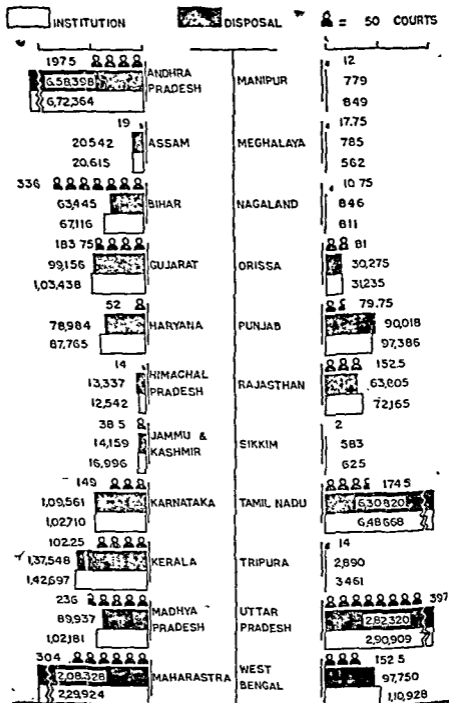 INSTITUTION
DISPOSAL
= 50 COURTS
1975
6,58,398
6,72,364
ANDHRA
PRADESH
19
20542
20.615
ASSAM
336
63,445
67,116
BIHAR
183 75
99,156
1,03,438
GUJARAT
52
78,984
87,765
HARYANA
14
13,337
12,542
HIMACHAL
PRADESH
38 5
14,159
16,996
JAMMU &
KASHMIR
149
1,09,561
1,02,710
KARNATAKA
102.25
1,37,548
1,42,697
KERALA
236
89,937
1,02,181
MADHYA
PRADESH
304
2,08,328
2,29,924
MAHARASTRA
MANIPUR
12
779
849
MEGHALAYA
17.75
785
562
NAGALAND
10 75
846
811
ORISSA
81
30,275
31,235
PUNJAB
79.75
90,018
97,386
RAJASTHAN
152.5
63,805
72,165
SIKKIM
2
583
625
TAMIL NADU
174 5
6,30 820
6,48 668
TRIPURA
14
2,890
3461
UTTAR
PRADESH
397
2,82,320
2,90,909
WEST
BENGAL
152 5
97,750
1,10,928